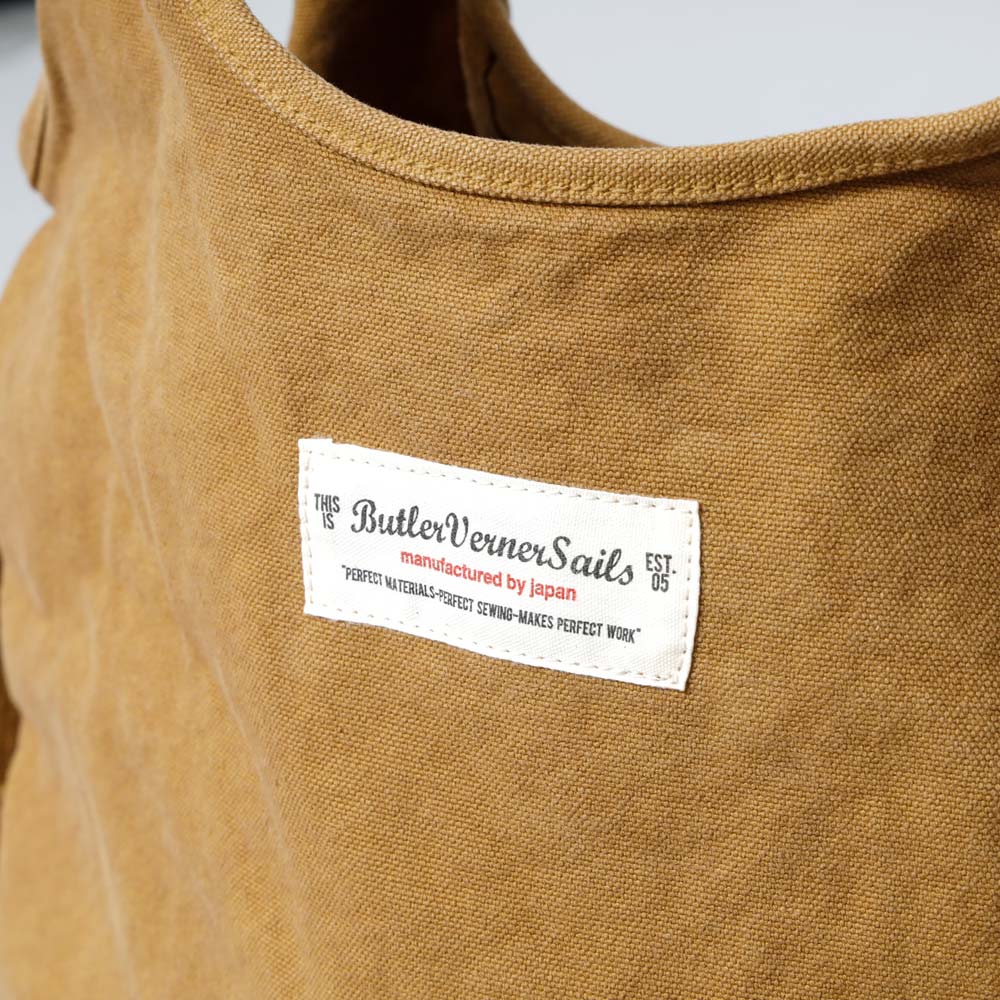 THIS IS ButlerVernerSails EST. 05
manufactured by japan
"PERFECT MATERIALS-PERFECT SEWING-MAKES PERFECT WORK"